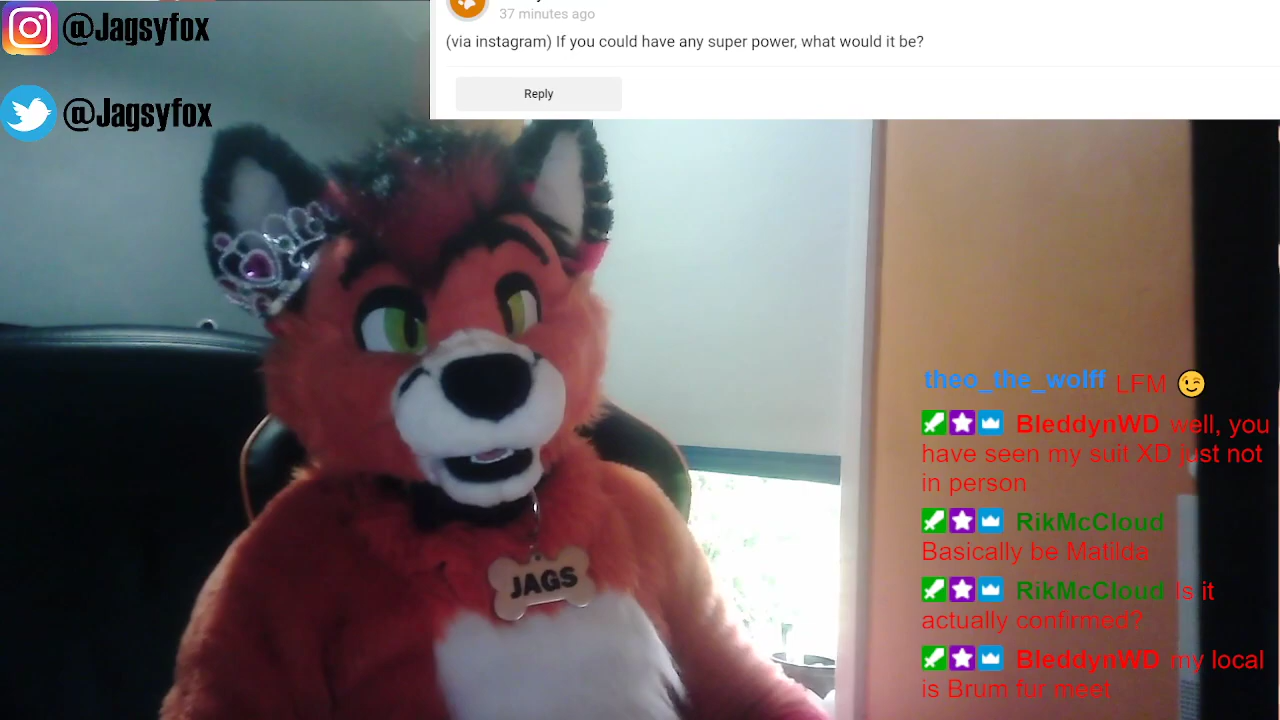 @Jagsyfox
@Jagsyfox
37 minutes ago
(via instagram) If you could have any super power, what would it be?
Reply
JAGS
theo_the_wolff LFM 😉
BleddynWD well, you
have seen my suit XD just not
in person
RikMcCloud
Basically be Matilda
RikMcCloud Is it
actually confirmed?
BleddynWD my local
is Brum fur meet